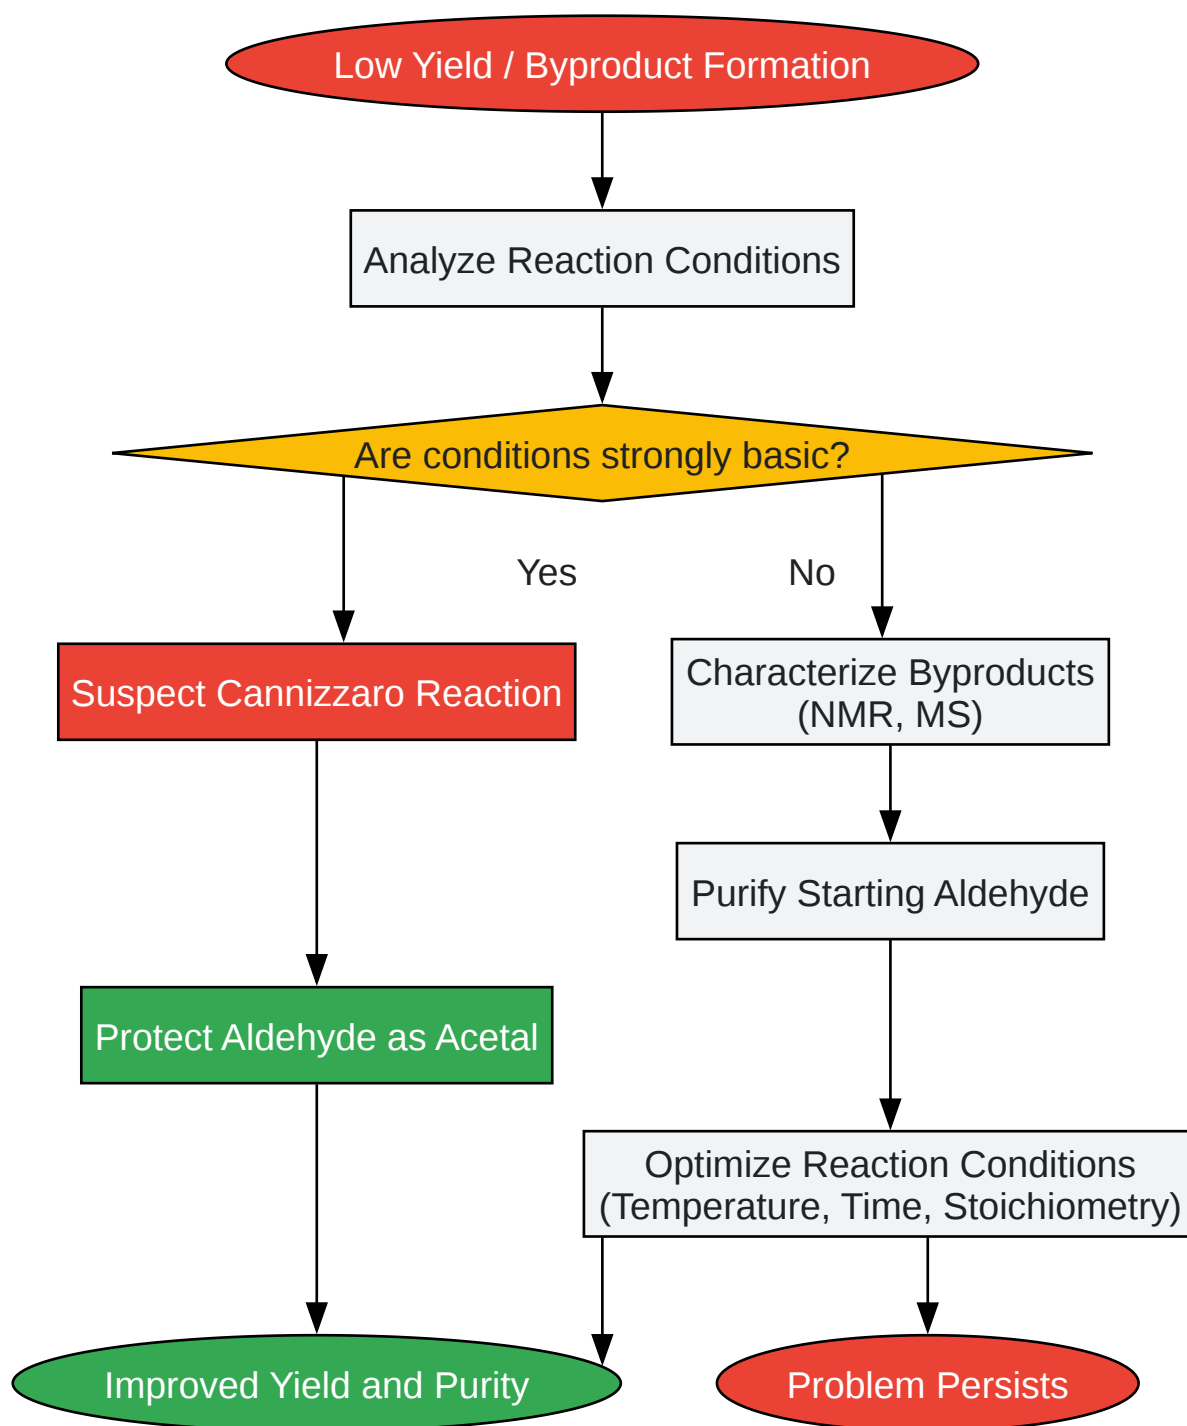 Low Yield / Byproduct Formation
Analyze Reaction Conditions
Are conditions strongly basic?
Yes
No
Suspect Cannizzaro Reaction
Characterize Byproducts
(NMR, MS)
Purify Starting Aldehyde
Protect Aldehyde as Acetal
Optimize Reaction Conditions
(Temperature, Time, Stoichiometry)
Improved Yield and Purity
Problem Persists